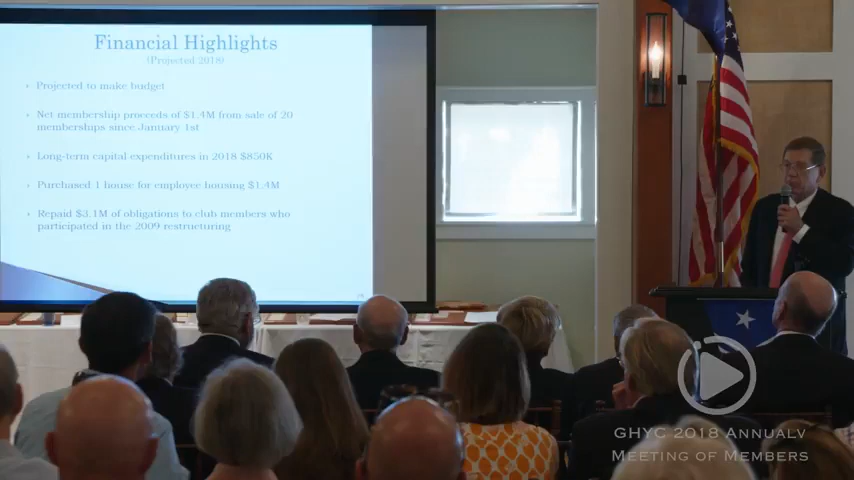 Financial Highlights
(Projected 2018)
Projected to make budget
Net membership proceeds of $1.4M from sale of 20
memberships since January 1st
Long-term capital expenditures in 2018 $850K
Purchased 1 house for employee housing $1.4M
Repaid $3.1M of obligations to club members who
participated in the 2009 restructuring
GHYC 2018 Annual
Meeting of Members